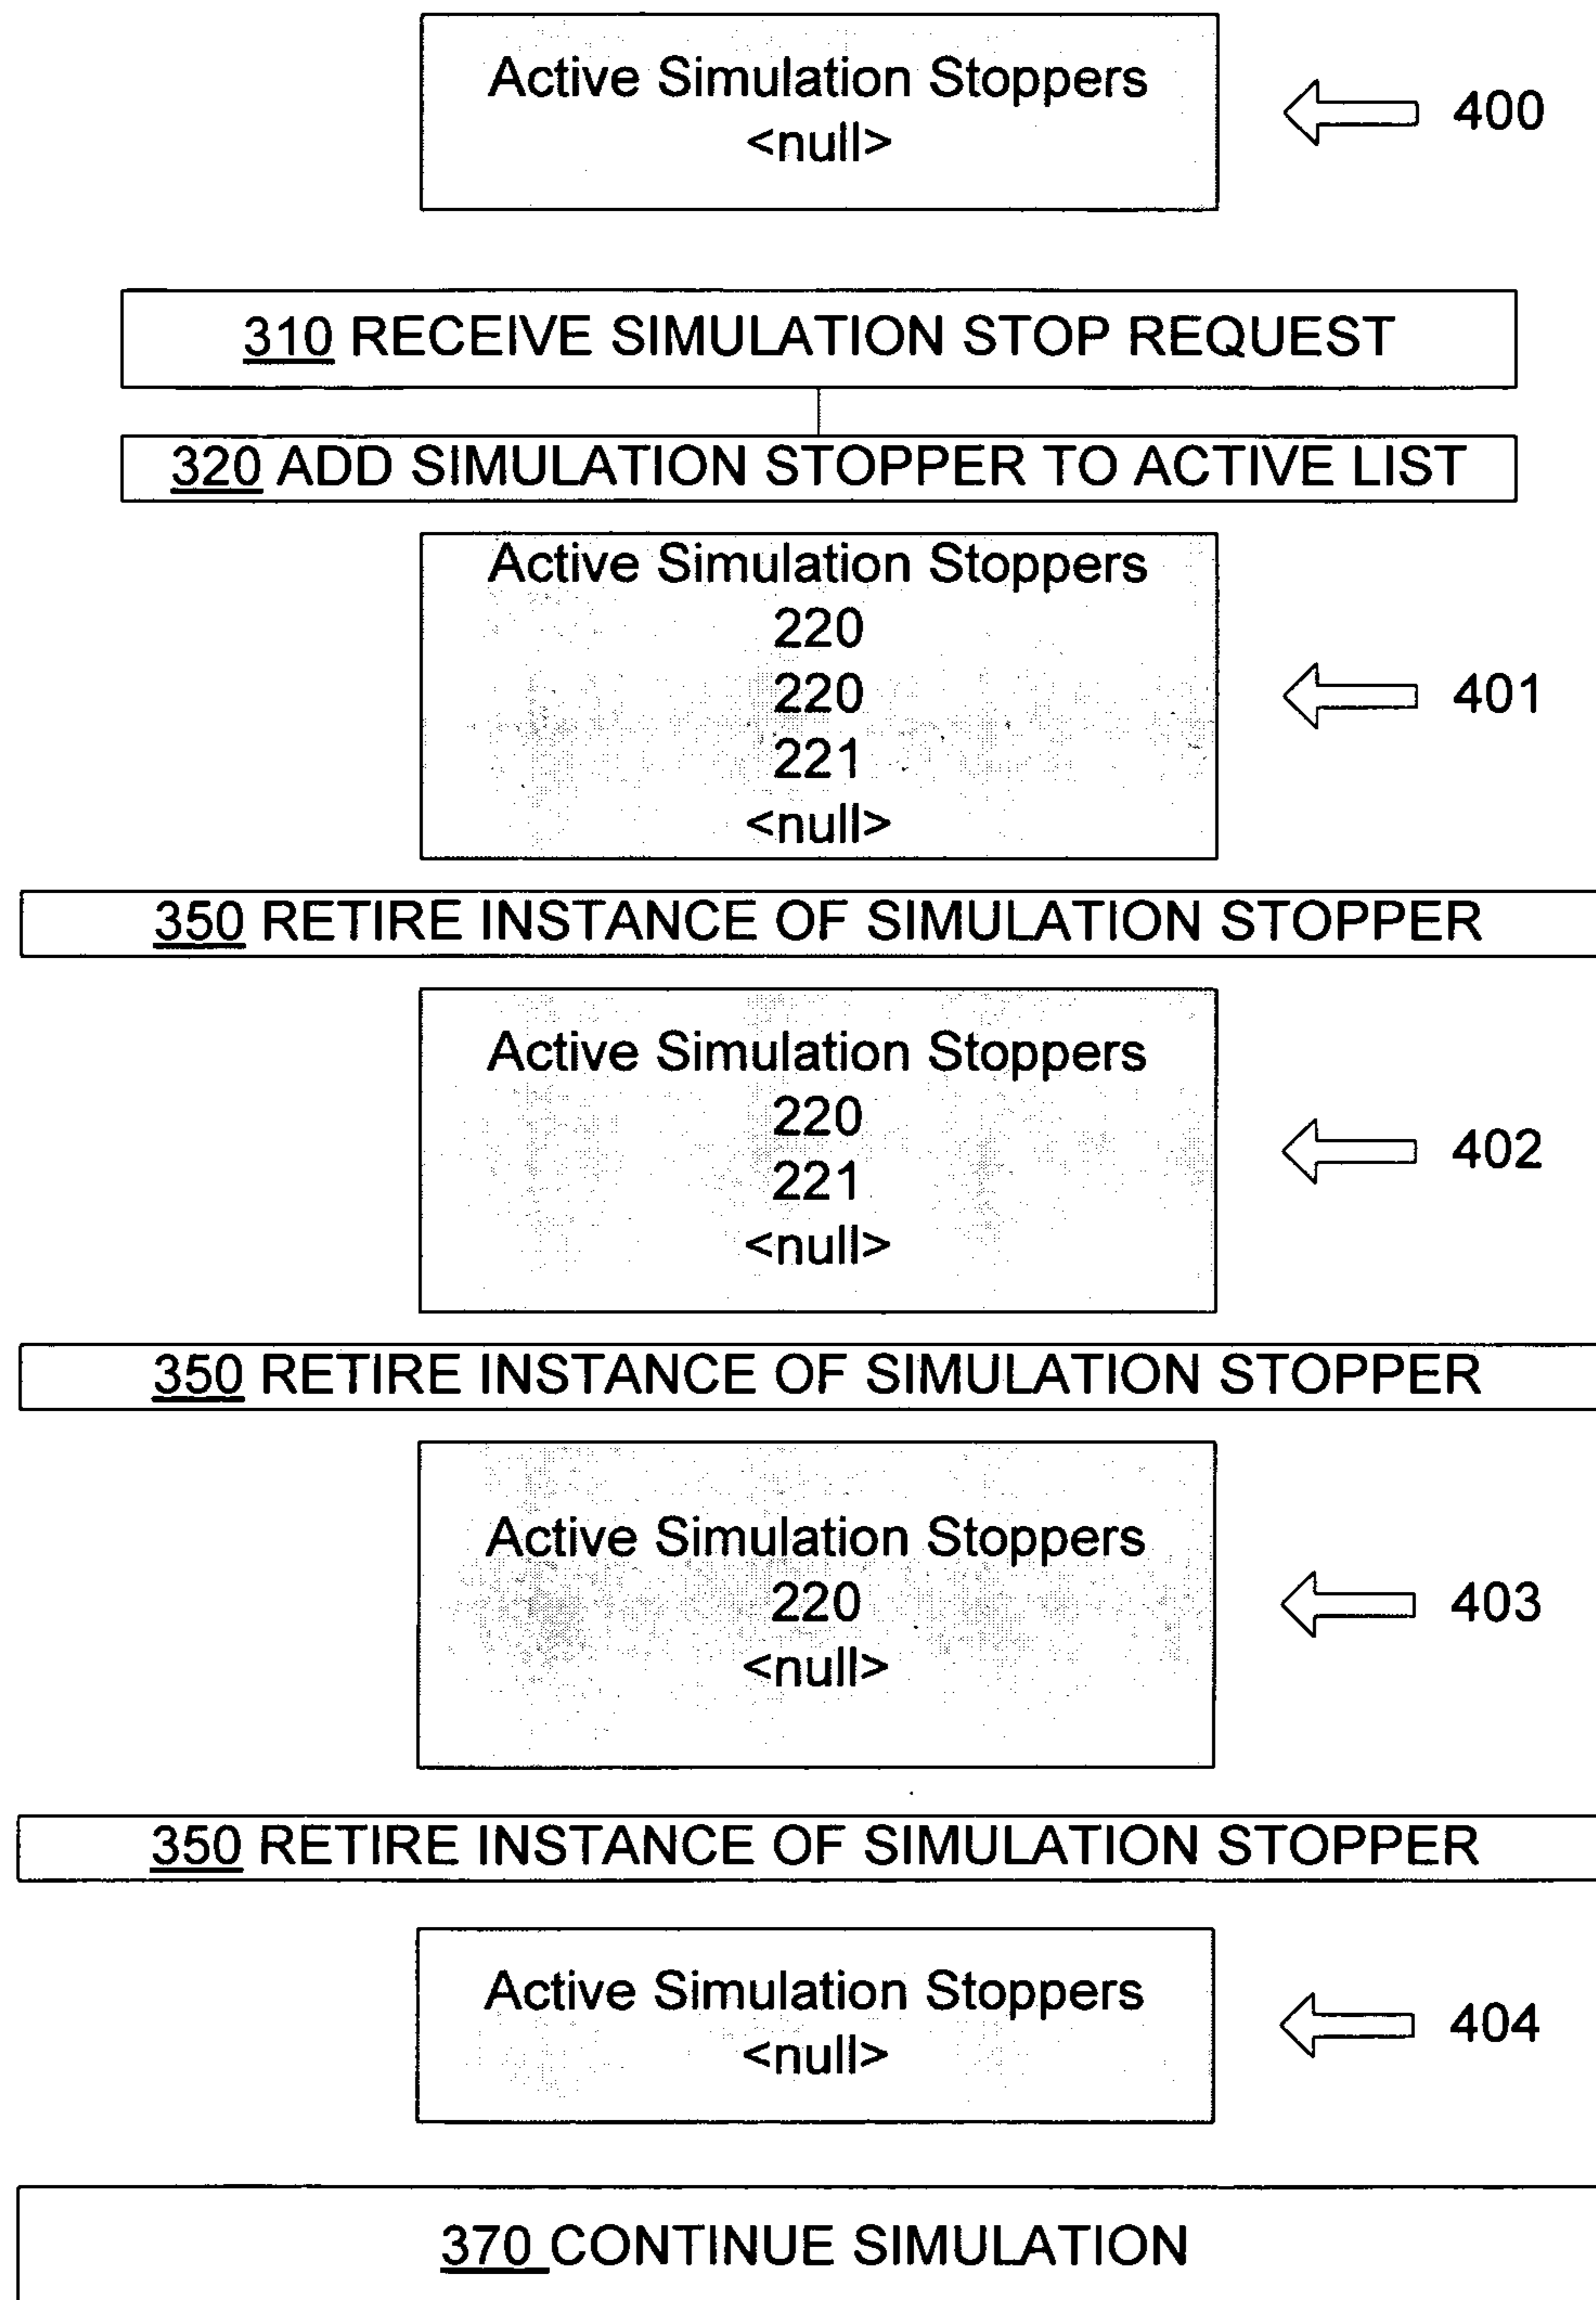 Active Simulation Stoppers
<null>
400
310 RECEIVE SIMULATION STOP REQUEST
320 ADD SIMULATION STOPPER TO ACTIVE LIST
Active Simulation Stoppers
220
220
221
<null>
401
350 RETIRE INSTANCE OF SIMULATION STOPPER
Active Simulation Stoppers
220
221
<null>
402
350 RETIRE INSTANCE OF SIMULATION STOPPER
Active Simulation Stoppers
220
<null>
403
350 RETIRE INSTANCE OF SIMULATION STOPPER
Active Simulation Stoppers
<null>
404
370 CONTINUE SIMULATION